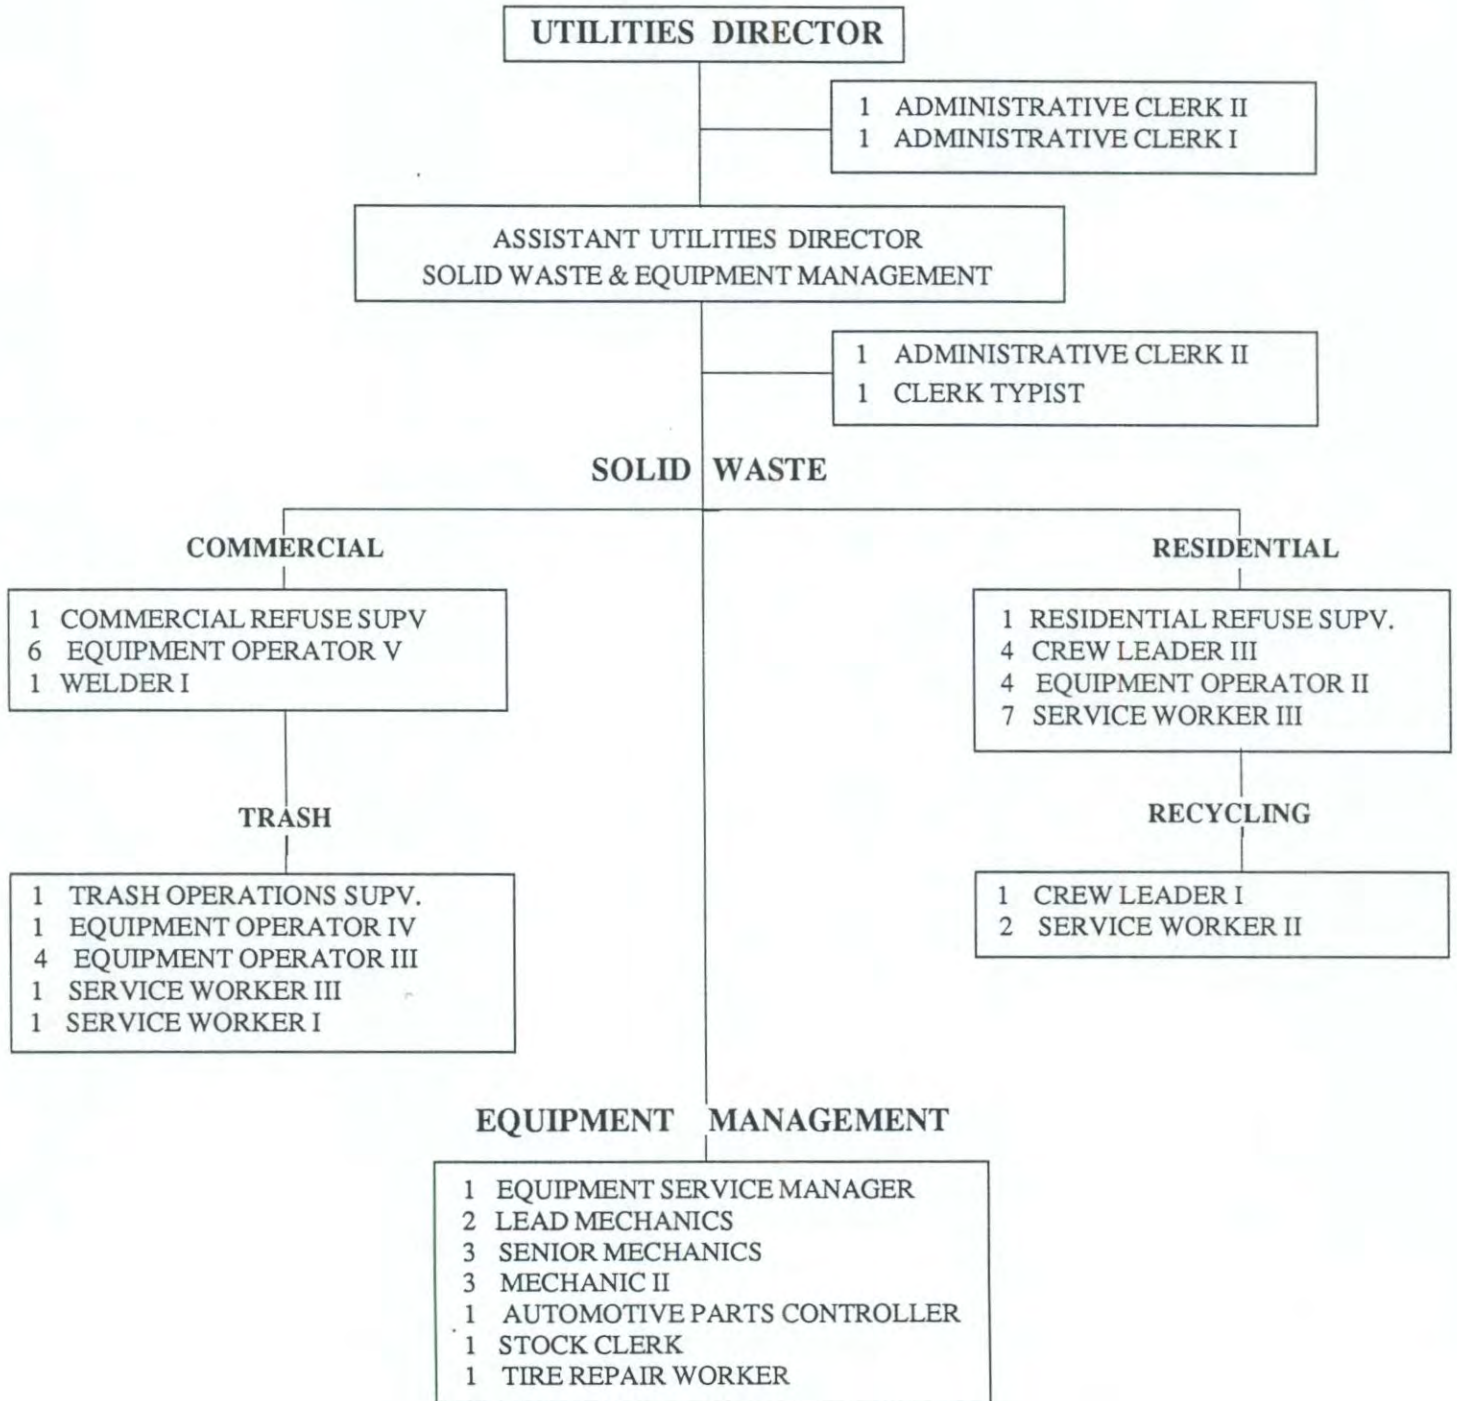 UTILITIES DIRECTOR
1 ADMINISTRATIVE CLERK II
1 ADMINISTRATIVE CLERK I
ASSISTANT UTILITIES DIRECTOR
SOLID WASTE & EQUIPMENT MANAGEMENT
1 ADMINISTRATIVE CLERK II
1 CLERK TYPIST
SOLID WASTE
COMMERCIAL
1 COMMERCIAL REFUSE SUPV
6 EQUIPMENT OPERATOR V
1 WELDER I
TRASH
1 TRASH OPERATIONS SUPV.
1 EQUIPMENT OPERATOR IV
4 EQUIPMENT OPERATOR III
1 SERVICE WORKER III
1 SERVICE WORKER I
RESIDENTIAL
1 RESIDENTIAL REFUSE SUPV.
4 CREW LEADER III
4 EQUIPMENT OPERATOR II
7 SERVICE WORKER III
RECYCLING
1 CREW LEADER I
2 SERVICE WORKER II
EQUIPMENT MANAGEMENT
1 EQUIPMENT SERVICE MANAGER
2 LEAD MECHANICS
3 SENIOR MECHANICS
3 MECHANIC II
1 AUTOMOTIVE PARTS CONTROLLER
1 STOCK CLERK
1 TIRE REPAIR WORKER